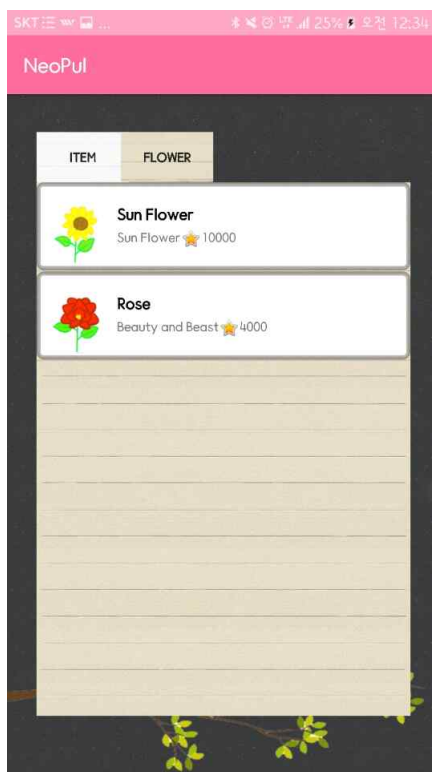 SKT ... LTE 25% 오전 12:34
NeoPul
ITEM FLOWER
Sun Flower
Sun Flower 10000
Rose
Beauty and Beast 4000